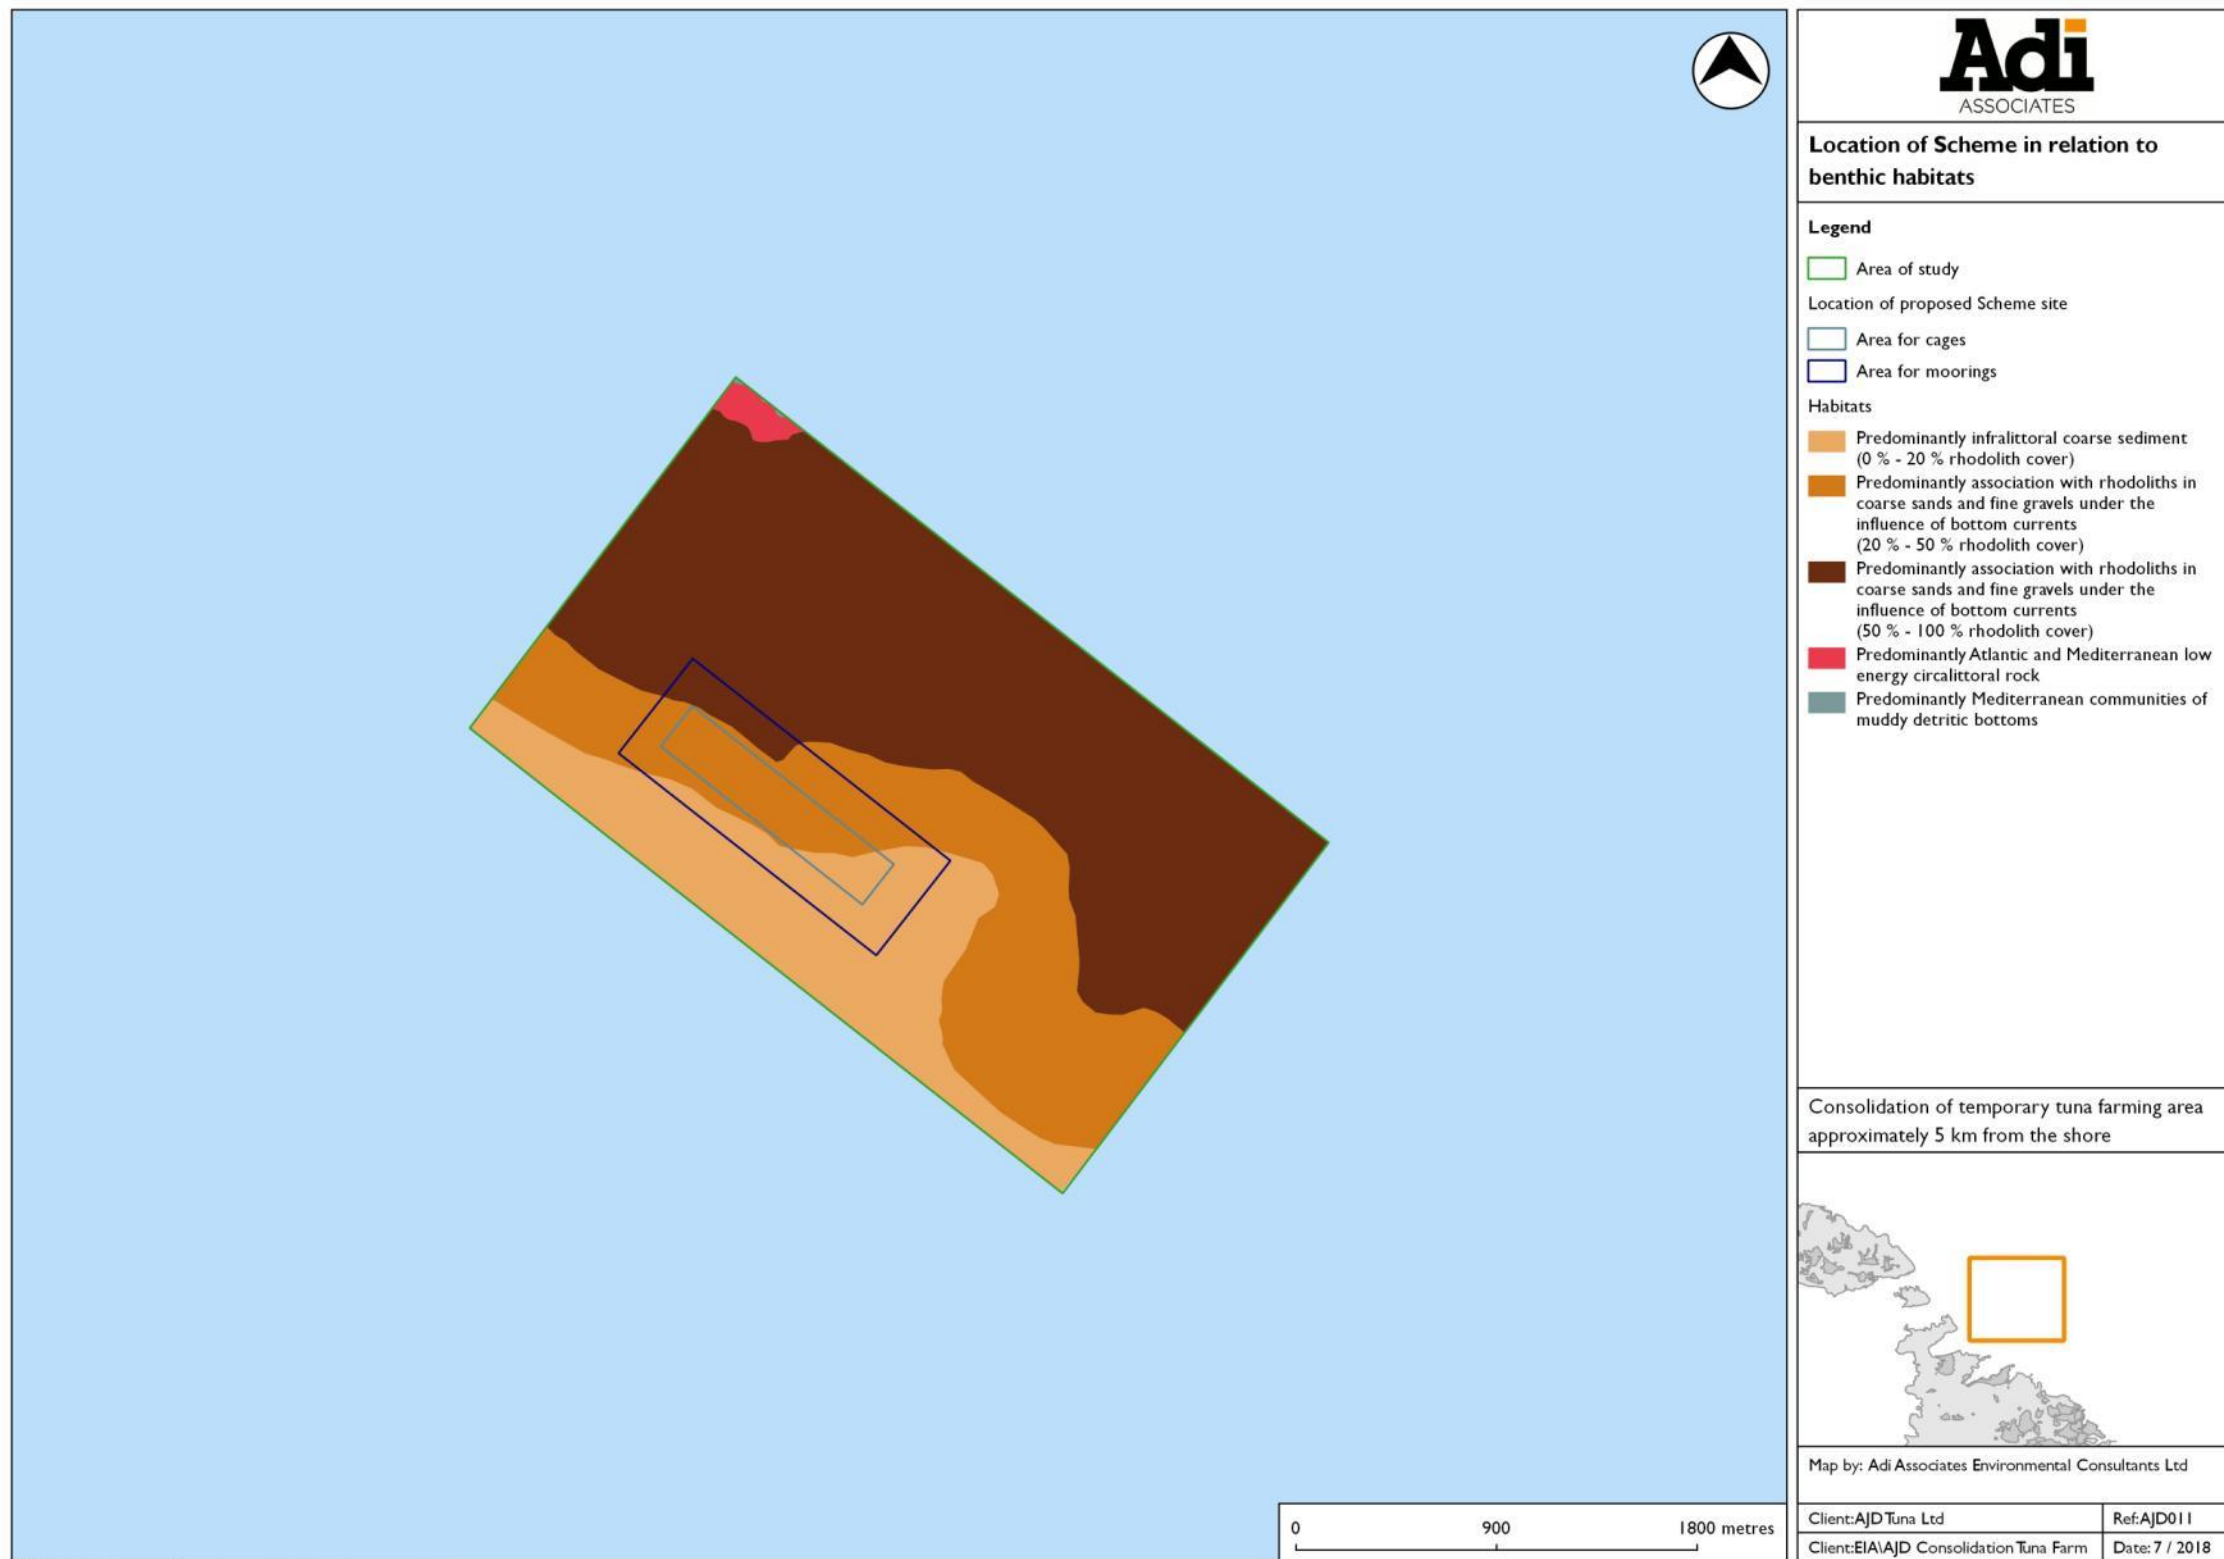 Adi
ASSOCIATES
Location of Scheme in relation to
benthic habitats
Legend
Area of study
Location of proposed Scheme site
Area for cages
Area for moorings
Habitats
Predominantly infralittoral coarse sediment
(0 % - 20 % rhodolith cover)
Predominantly association with rhodoliths in
coarse sands and fine gravels under the
influence of bottom currents
(20 % - 50 % rhodolith cover)
Predominantly association with rhodoliths in
coarse sands and fine gravels under the
influence of bottom currents
(50 % - 100 % rhodolith cover)
Predominantly Atlantic and Mediterranean low
energy circalittoral rock
Predominantly Mediterranean communities of
muddy detritic bottoms
Consolidation of temporary tuna farming area
approximately 5 km from the shore
Map by: Adi Associates Environmental Consultants Ltd
Client:AJD Tuna Ltd
Ref:AJD011
Client:EIA\AJD Consolidation Tuna Farm
Date: 7 / 2018
0 900 1800 metres